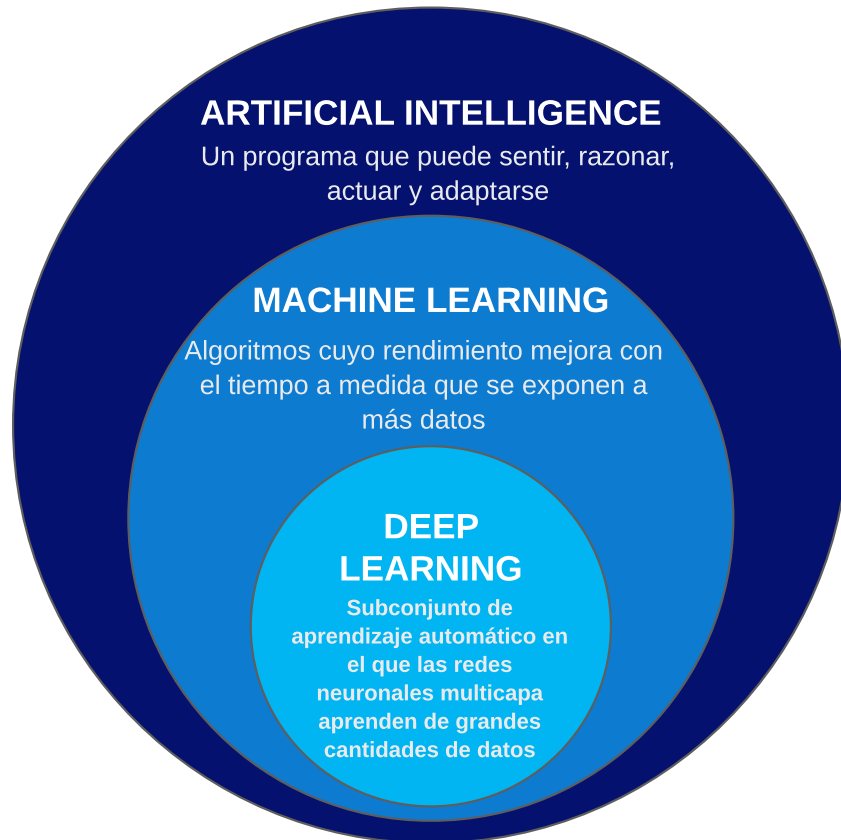 ARTIFICIAL INTELLIGENCE
Un programa que puede sentir, razonar,
actuar y adaptarse
MACHINE LEARNING
Algoritmos cuyo rendimiento mejora con
el tiempo a medida que se exponen a
más datos
DEEP
LEARNING
Subconjunto de
aprendizaje automático en
el que las redes
neuronales multicapa
aprenden de grandes
cantidades de datos